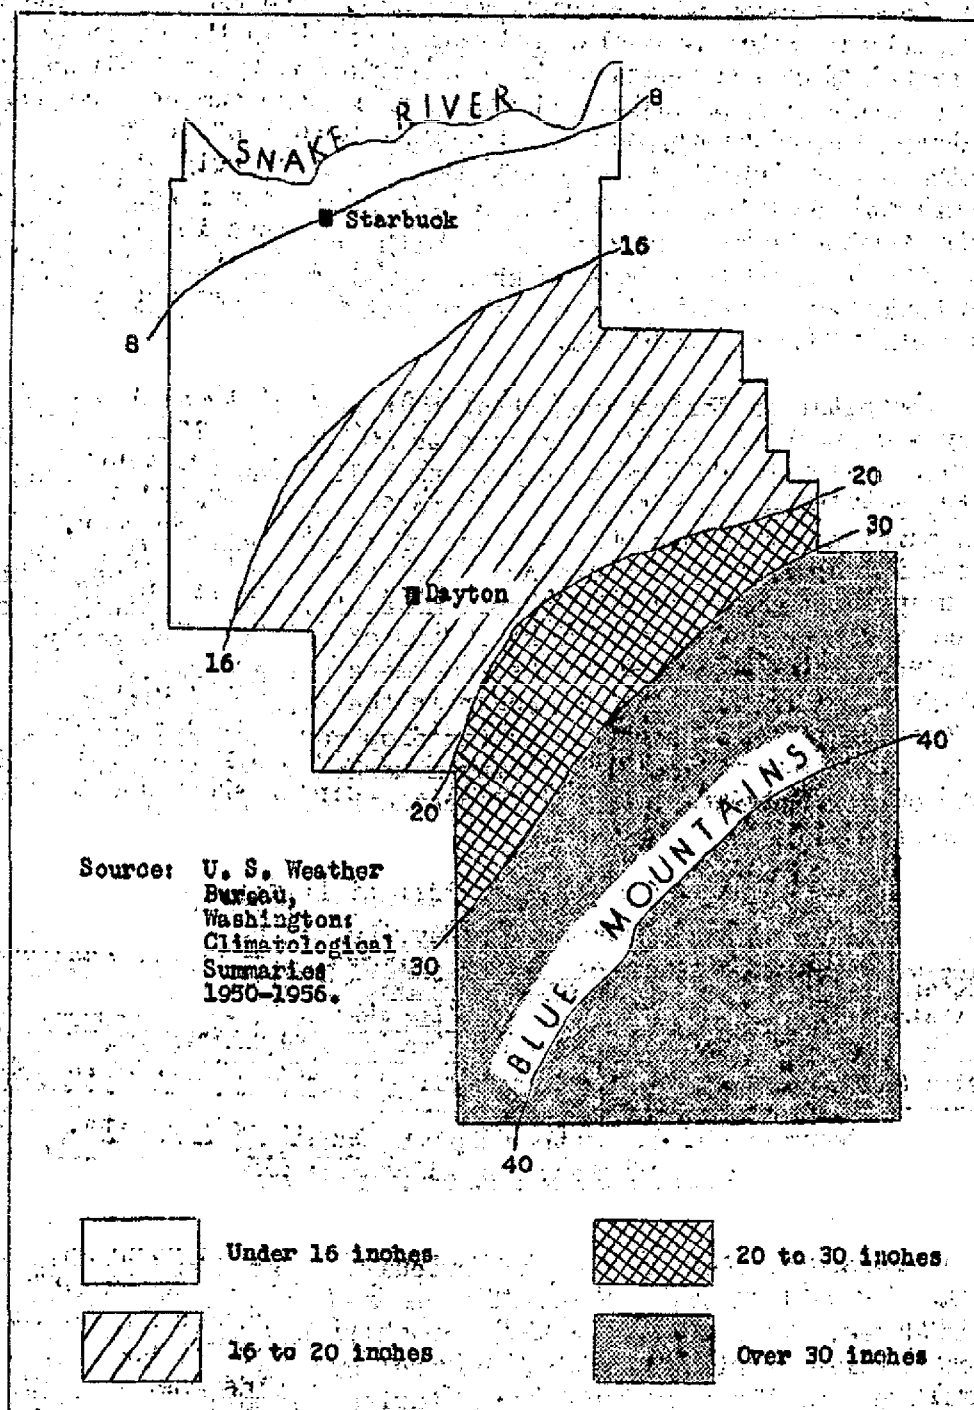 8
SNAKE RIVER
Starbuck
16
8
20
30
Dayton
16
40
20
BLUE MOUNTAINS
Source: U. S. Weather
Bureau,
Washington:
Climatological
Summaries
1950-1956.
30
40
Under 16 inches
20 to 30 inches
16 to 20 inches
Over 30 inches